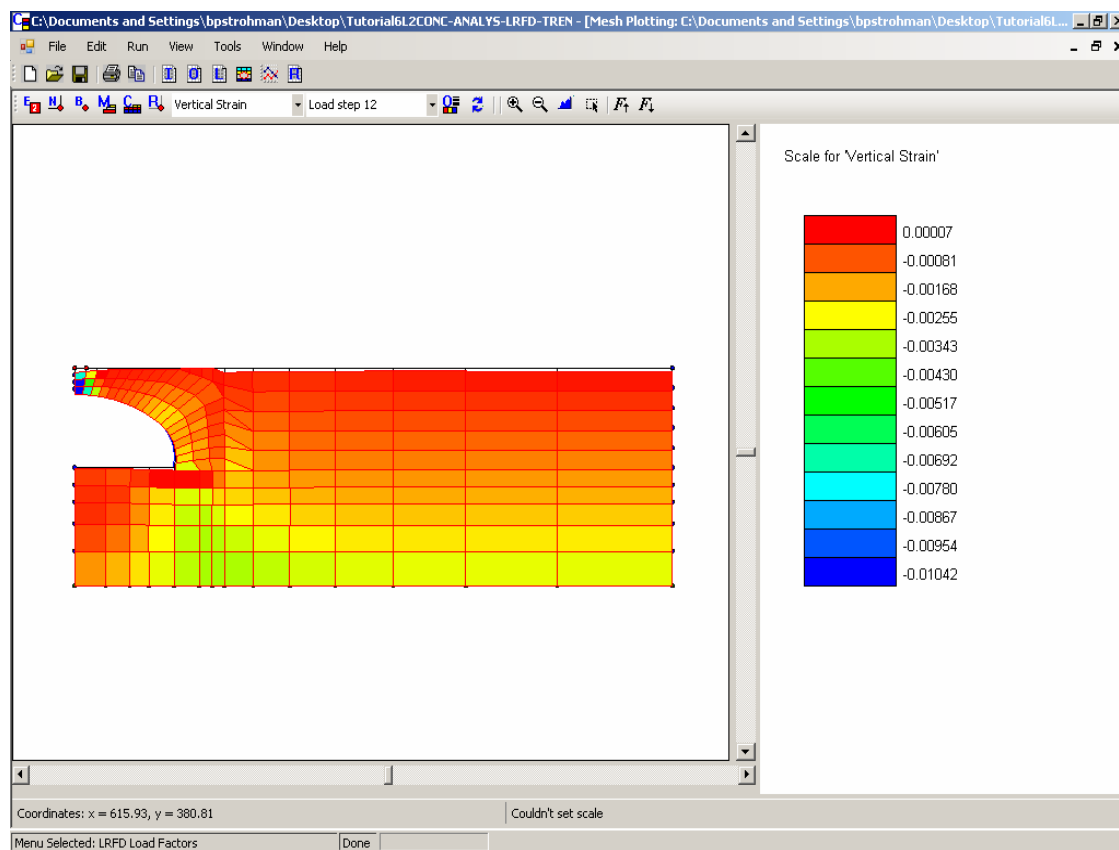 C:\Documents and Settings\bpstrohman\Desktop\Tutorial6L2CONC-ANALYS-LRFD-TREN - [Mesh Plotting: C:\Documents and Settings\bpstrohman\Desktop\Tutorial6L...
File Edit Run View Tools Window Help
Vertical Strain Load step 12
Scale for 'Vertical Strain'
0.00007
-0.00081
-0.00168
-0.00255
-0.00343
-0.00430
-0.00517
-0.00605
-0.00692
-0.00780
-0.00867
-0.00954
-0.01042
Coordinates: x = 615.93, y = 380.81 Couldn't set scale
Menu Selected: LRFD Load Factors Done